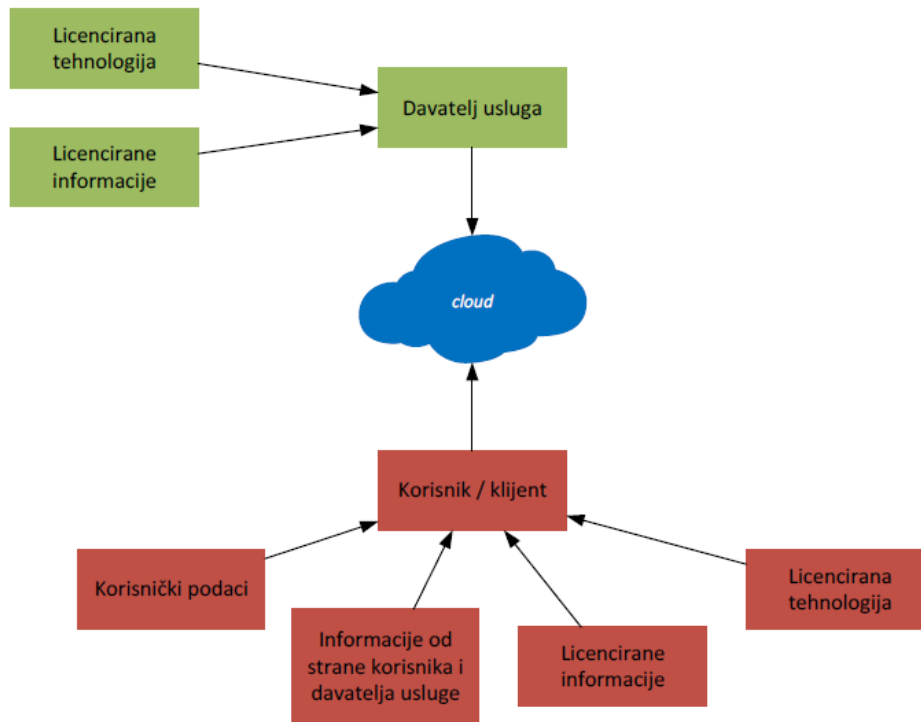 Licencirana
tehnologija
Davatelj usluga
Licencirane
informacije
cloud
Korisnik / klijent
Korisnički podaci
Informacije od
strane korisnika i
davatelja usluge
Licencirane
informacije
Licencirana
tehnologija